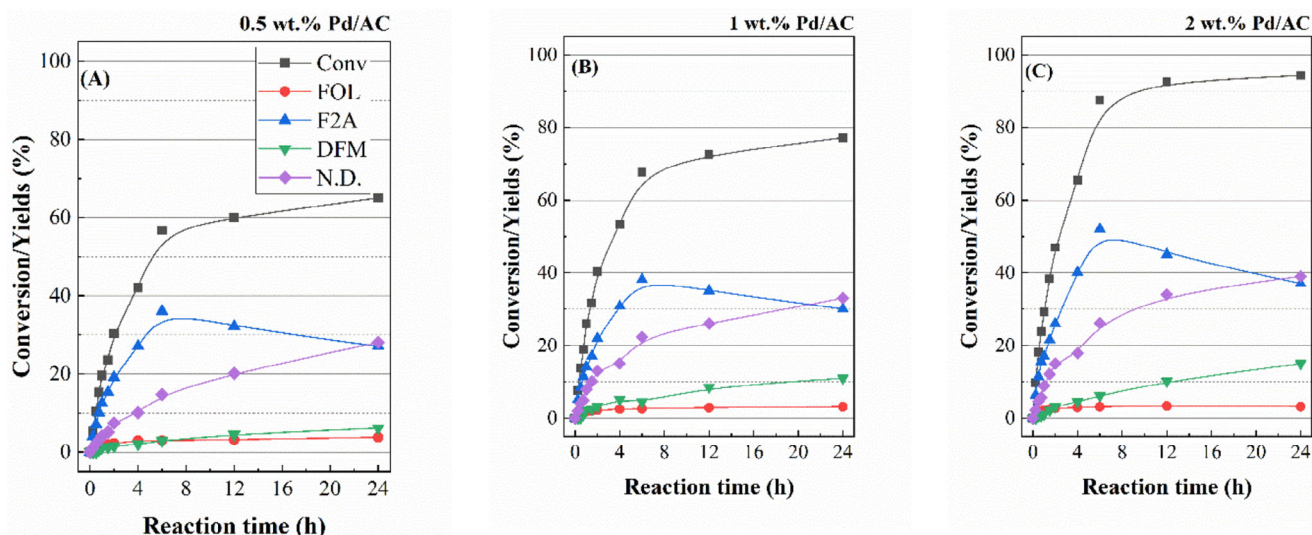 0.5 wt.% Pd/AC
(A)
Conv
FOL
F2A
DFM
N.D.
Conversion/Yields (%)
100
80
60
40
20
0
0 4 8 12 16 20 24
Reaction time (h)
1 wt.% Pd/AC
(B)
Conversion/Yields (%)
100
80
60
40
20
0
0 4 8 12 16 20 24
Reaction time (h)
2 wt.% Pd/AC
(C)
Conversion/Yields (%)
100
80
60
40
20
0
0 4 8 12 16 20 24
Reaction time (h)